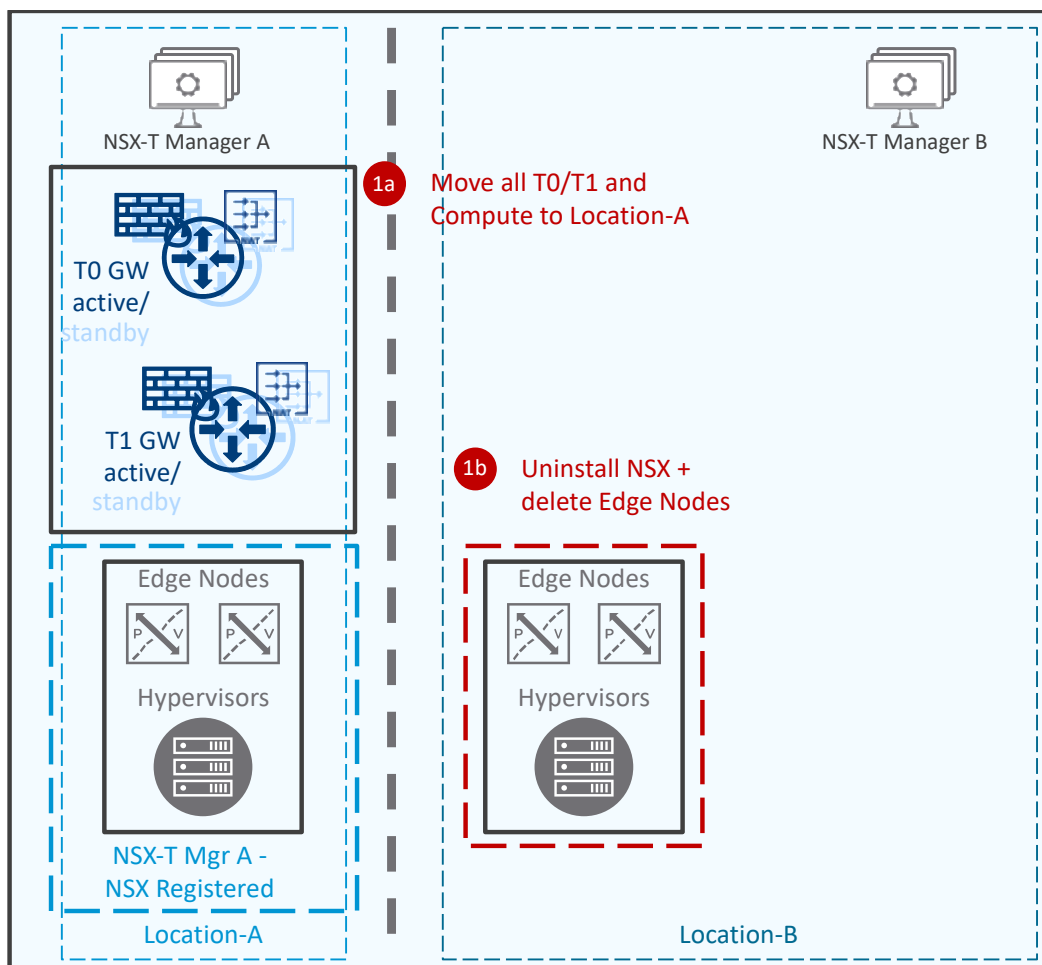 NSX-T Manager A
NSX-T Manager B
1a
Move all T0/T1 and
Compute to Location-A
NAT
T0 GW
active/
standby
NAT
T1 GW
active/
standby
1b
Uninstall NSX +
delete Edge Nodes
Edge Nodes
P V
P V
Hypervisors
Edge Nodes
P V
P V
Hypervisors
NSX-T Mgr A -
NSX Registered
Location-A
Location-B